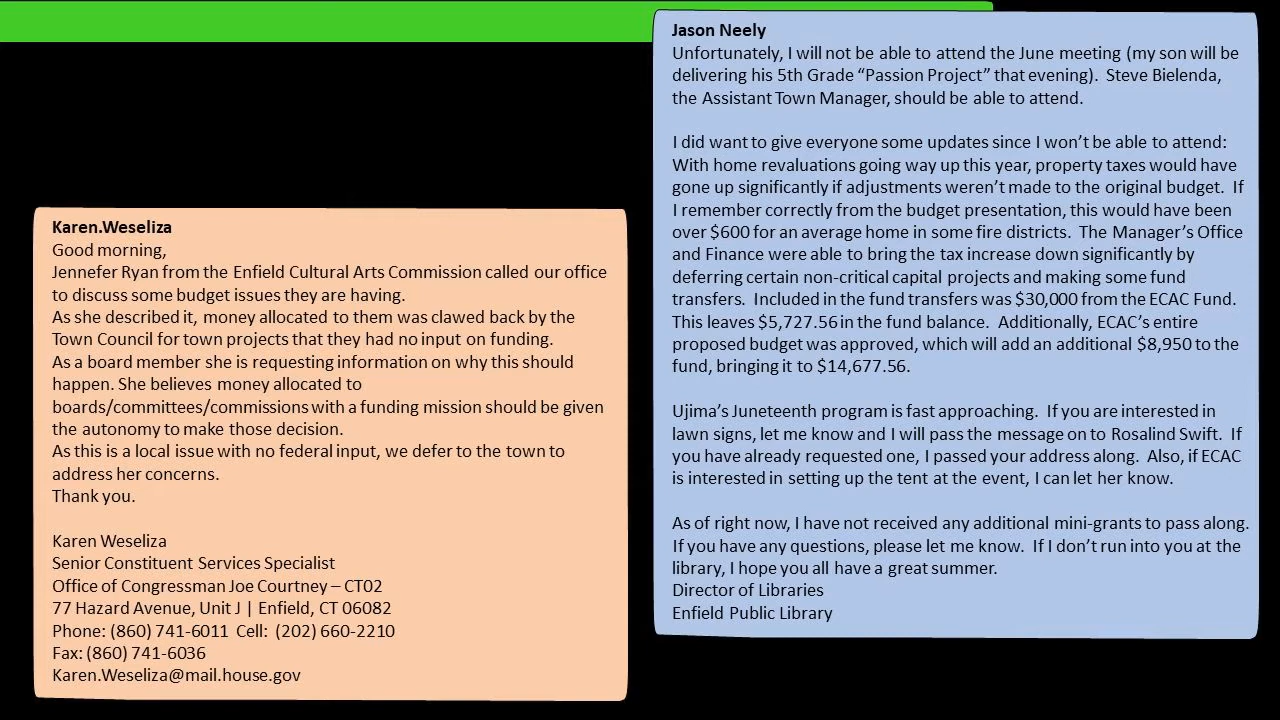 Karen.Weseliza
Good morning,
Jennefer Ryan from the Enfield Cultural Arts Commission called our office
to discuss some budget issues they are having.
As she described it, money allocated to them was clawed back by the
Town Council for town projects that they had no input on funding.
As a board member she is requesting information on why this should
happen. She believes money allocated to
boards/committees/commissions with a funding mission should be given
the autonomy to make those decision.
As this is a local issue with no federal input, we defer to the town to
address her concerns.
Thank you.

Karen Weseliza
Senior Constituent Services Specialist
Office of Congressman Joe Courtney – CT02
77 Hazard Avenue, Unit J | Enfield, CT 06082
Phone: (860) 741-6011 Cell: (202) 660-2210
Fax: (860) 741-6036
Karen.Weseliza@mail.house.gov

Jason Neely
Unfortunately, I will not be able to attend the June meeting (my son will be
delivering his 5th Grade “Passion Project” that evening). Steve Bielenda,
the Assistant Town Manager, should be able to attend.

I did want to give everyone some updates since I won’t be able to attend:
With home revaluations going way up this year, property taxes would have
gone up significantly if adjustments weren’t made to the original budget. If
I remember correctly from the budget presentation, this would have been
over $600 for an average home in some fire districts. The Manager’s Office
and Finance were able to bring the tax increase down significantly by
deferring certain non-critical capital projects and making some fund
transfers. Included in the fund transfers was $30,000 from the ECAC Fund.
This leaves $5,727.56 in the fund balance. Additionally, ECAC’s entire
proposed budget was approved, which will add an additional $8,950 to the
fund, bringing it to $14,677.56.

Ujima’s Juneteenth program is fast approaching. If you are interested in
lawn signs, let me know and I will pass the message on to Rosalind Swift. If
you have already requested one, I passed your address along. Also, if ECAC
is interested in setting up the tent at the event, I can let her know.

As of right now, I have not received any additional mini-grants to pass along.
If you have any questions, please let me know. If I don’t run into you at the
library, I hope you all have a great summer.
Director of Libraries
Enfield Public Library